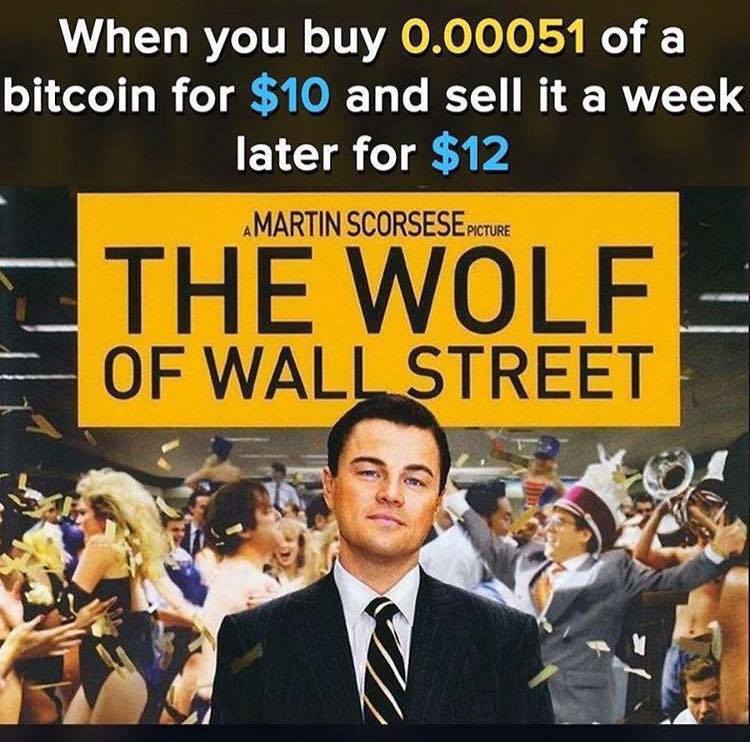 When you buy 0.00051 of a
bitcoin for $10 and sell it a week
later for $12
A MARTIN SCORSESE PICTURE
THE WOLF
OF WALL STREET